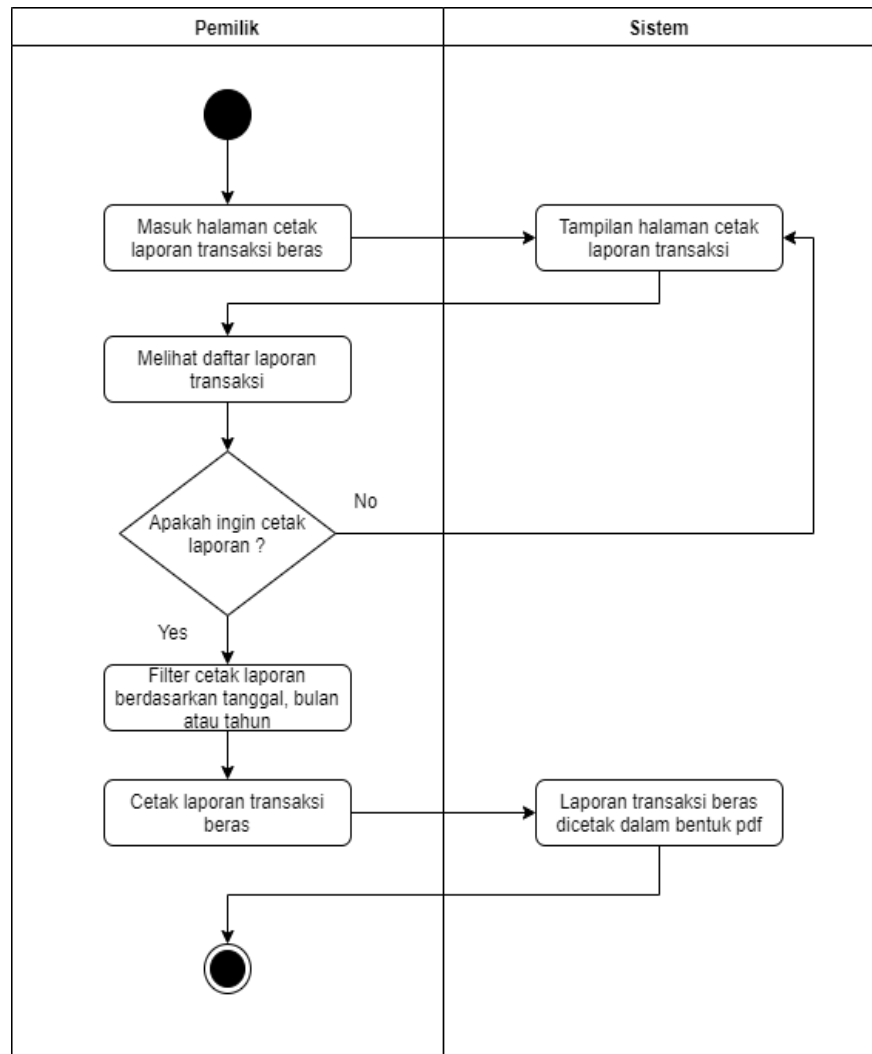 Pemilik
Sistem
Masuk halaman cetak
laporan transaksi beras
Tampilan halaman cetak
laporan transaksi
Melihat daftar laporan
transaksi
Apakah ingin cetak
laporan ?
No
Yes
Filter cetak laporan
berdasarkan tanggal, bulan
atau tahun
Cetak laporan transaksi
beras
Laporan transaksi beras
dicetak dalam bentuk pdf